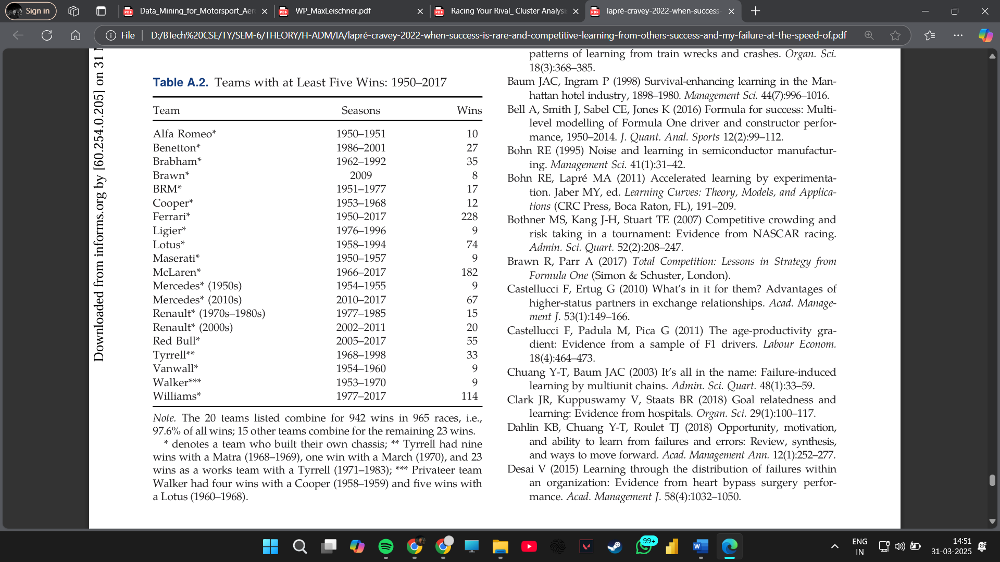 Sign in
Data_Mining_for_Motorsport_Aer
WP_MaxLeischner.pdf
Racing Your Rival_ Cluster Analysi
lapré-cravey-2022-when-success-
File
D:/BTech%20CSE/TY/SEM-6/THEORY/H-ADM/IA/lapré-cravey-2022-when-success-is-rare-and-competitive-learning-from-others-success-and-my-failure-at-the-speed-of.pdf
Downloaded from informs.org by [60.254.0.205] on 31
Table A.2. Teams with at Least Five Wins: 1950–2017
Team Seasons Wins
Alfa Romeo* 1950–1951 10
Benetton* 1986–2001 27
Brabham* 1962–1992 35
Brawn* 2009 8
BRM* 1951–1977 17
Cooper* 1953–1968 12
Ferrari* 1950–2017 228
Ligier* 1976–1996 9
Lotus* 1958–1994 74
Maserati* 1950–1957 9
McLaren* 1966–2017 182
Mercedes* (1950s) 1954–1955 9
Mercedes* (2010s) 2010–2017 67
Renault* (1970s–1980s) 1977–1985 15
Renault* (2000s) 2002–2011 20
Red Bull* 2005–2017 55
Tyrrell** 1968–1998 33
Vanwall* 1954–1960 9
Walker*** 1953–1970 9
Williams* 1977–2017 114
Note. The 20 teams listed combine for 942 wins in 965 races, i.e.,
97.6% of all wins; 15 other teams combine for the remaining 23 wins.
* denotes a team who built their own chassis; ** Tyrrell had nine
wins with a Matra (1968–1969), one win with a March (1970), and 23
wins as a works team with a Tyrrell (1971–1983); *** Privateer team
Walker had four wins with a Cooper (1958–1959) and five wins with
a Lotus (1960–1968).
patterns of learning from train wrecks and crashes. Organ. Sci.
18(3):368–385.
Baum JAC, Ingram P (1998) Survival-enhancing learning in the Man-
hattan hotel industry, 1898–1980. Management Sci. 44(7):996–1016.
Bell A, Smith J, Sabel CE, Jones K (2016) Formula for success: Multi-
level modelling of Formula One driver and constructor perfor-
mance, 1950–2014. J. Quant. Anal. Sports 12(2):99–112.
Bohn RE (1995) Noise and learning in semiconductor manufactur-
ing. Management Sci. 41(1):31–42.
Bohn RE, Lapré MA (2011) Accelerated learning by experimenta-
tion. Jaber MY, ed. Learning Curves: Theory, Models, and Applica-
tions (CRC Press, Boca Raton, FL), 191–209.
Bothner MS, Kang J-H, Stuart TE (2007) Competitive crowding and
risk taking in a tournament: Evidence from NASCAR racing.
Admin. Sci. Quart. 52(2):208–247.
Brawn R, Parr A (2017) Total Competition: Lessons in Strategy from
Formula One (Simon & Schuster, London).
Castellucci F, Ertug G (2010) What's in it for them? Advantages of
higher-status partners in exchange relationships. Acad. Manage-
ment J. 53(1):149–166.
Castellucci F, Padula M, Pica G (2011) The age-productivity gra-
dient: Evidence from a sample of F1 drivers. Labour Econom.
18(4):464–473.
Chuang Y-T, Baum JAC (2003) It's all in the name: Failure-induced
learning by multiunit chains. Admin. Sci. Quart. 48(1):33–59.
Clark JR, Kuppuswamy V, Staats BR (2018) Goal relatedness and
learning: Evidence from hospitals. Organ. Sci. 29(1):100–117.
Dahlin KB, Chuang Y-T, Roulet TJ (2018) Opportunity, motivation,
and ability to learn from failures and errors: Review, synthesis,
and ways to move forward. Acad. Management Ann. 12(1):252–277.
Desai V (2015) Learning through the distribution of failures within
an organization: Evidence from heart bypass surgery perfor-
mance. Acad. Management J. 58(4):1032–1050.
99+
ENG
IN
14:51
31-03-2025